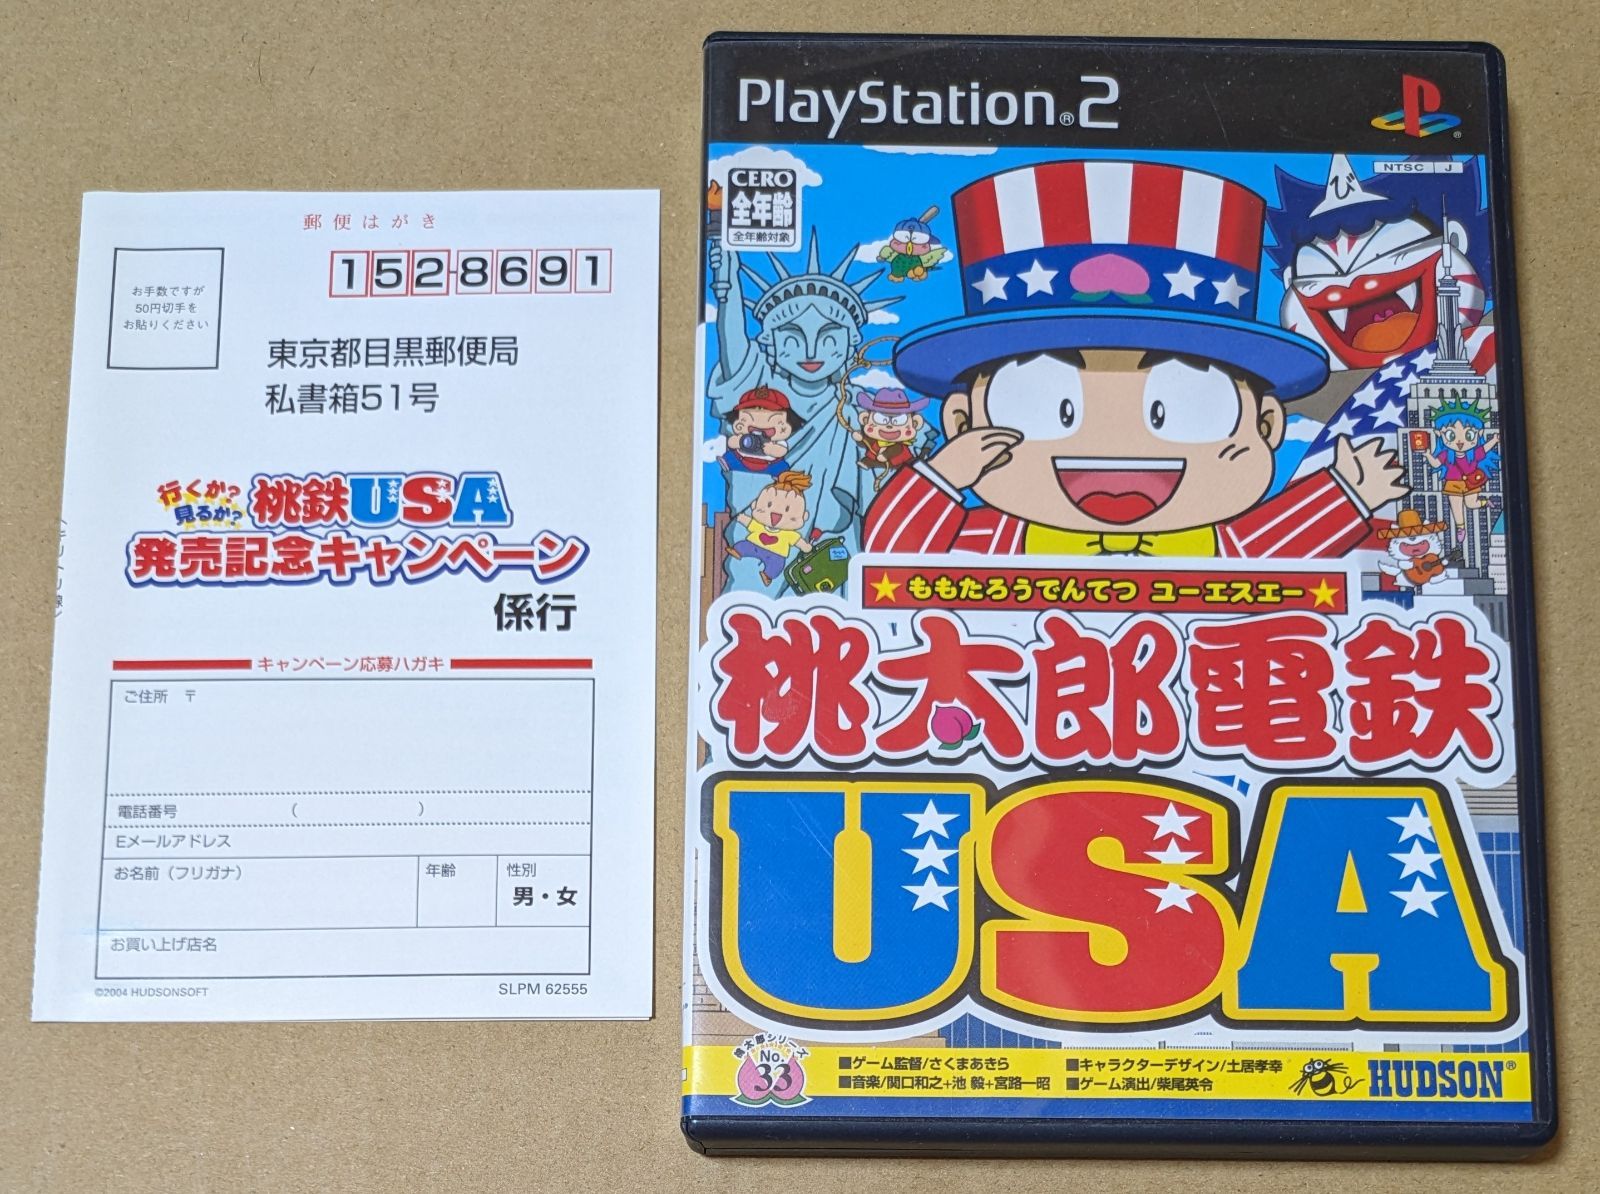 郵便はがき
152-8691
お手数ですが
50円切手を
お貼りください
東京都目黒郵便局
私書箱51号
行くか?
見るか?
桃鉄USA
発売記念キャンペーン
係行
キャンペーン応募ハガキ
ご住所 〒
電話番号 ( )
Eメールアドレス
お名前(フリガナ)
年齢
性別
男・女
お買い上げ店名
©2004 HUDSONSOFT
SLPM 62555
PlayStation®2
NTSC J
CERO
全年齢
全年齢対象
び
★ももたろうでんてつ ユーエスエー★
桃太郎電鉄
USA
桃太郎シリーズ
No.
33
■ゲーム監督/さくまあきら
■キャラクターデザイン/土居孝幸
■音楽/関口和之+池 毅+宮路一昭
■ゲーム演出/柴尾英令
HUDSON®